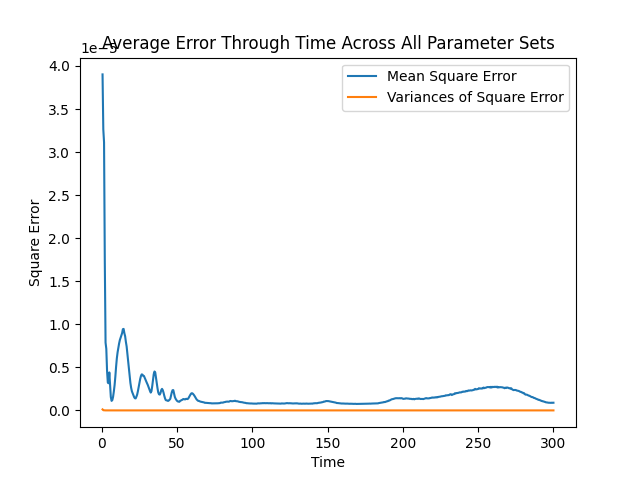 Average Error Through Time Across All Parameter Sets
4.0
3.5
3.0
2.5
2.0
1.5
1.0
0.5
0.0
Square Error
Mean Square Error
Variances of Square Error
0 50 100 150 200 250 300
Time